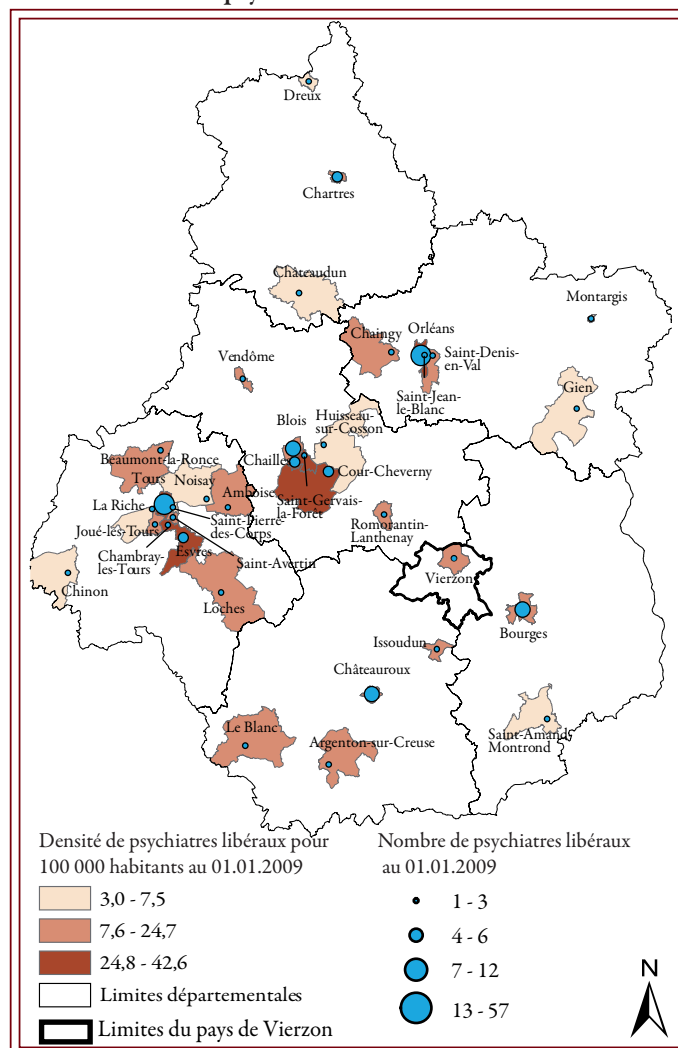 Dreux
Chartres
Châteaudun
Montargis
Orléans
Chaingy
Saint-Denis-
en-Val
Vendôme
Saint-Jean-
le-Blanc
Gien
Huisseau-
sur-Cosson
Blois
Beaumont-la-Ronce
Chailles
Cour-Cheverny
Tours
Noisay
Amboise
Saint-Gervais-
la-Forêt
La Riche
Saint-Pierre-
des-Corps
Romorantin-
Lanthenay
Joué-lès-Tours
Esvres
Chambray-
les-Tours
Saint-Avertin
Vierzon
Chinon
Loches
Bourges
Issoudun
Châteauroux
Le Blanc
Argenton-sur-Creuse
Saint-Amand-
Montrond
Densité de psychiatres libéraux pour
100 000 habitants au 01.01.2009
3,0 - 7,5
7,6 - 24,7
24,8 - 42,6
Limites départementales
Limites du pays de Vierzon
Nombre de psychiatres libéraux
au 01.01.2009
1 - 3
4 - 6
7 - 12
13 - 57
N